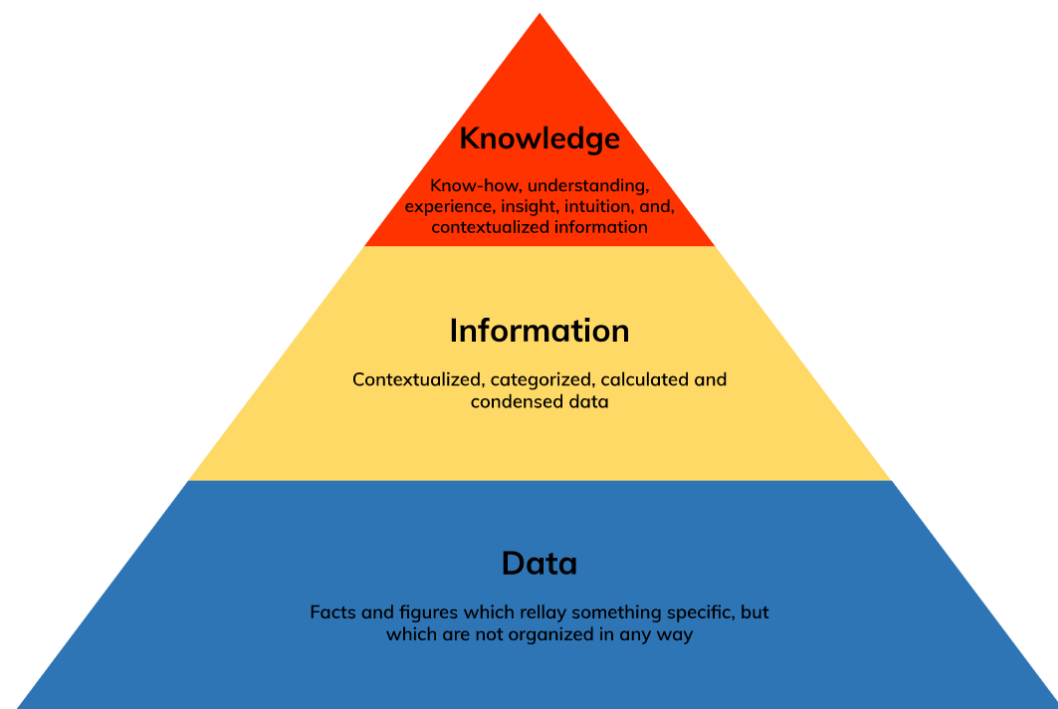 Knowledge
Know-how, understanding,
experience, insight, intuition, and,
contextualized information
Information
Contextualized, categorized, calculated and
condensed data
Data
Facts and figures which rellay something specific, but
which are not organized in any way